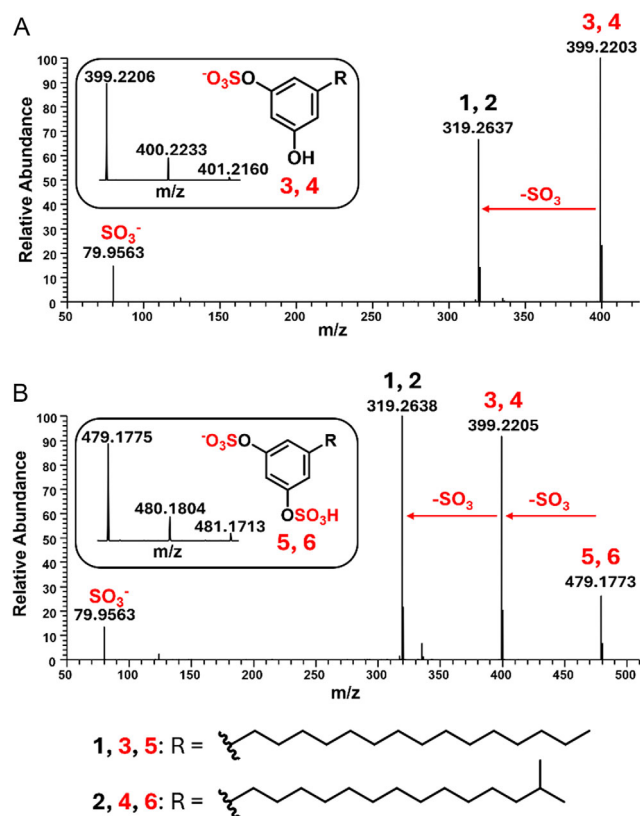 A
Relative Abundance
100
90
80
70
60
50
40
30
20
10
0
50
100
150
200
250
300
350
400
m/z
399.2206
400.2233
401.2160
m/z
⁻O₃SO
R
OH
3, 4
SO₃⁻
79.9563
1, 2
319.2637
-SO₃
3, 4
399.2203
B
Relative Abundance
100
90
80
70
60
50
40
30
20
10
0
50
100
150
200
250
300
350
400
450
500
m/z
479.1775
480.1804
481.1713
m/z
⁻O₃SO
R
OSO₃H
5, 6
SO₃⁻
79.9563
1, 2
319.2638
3, 4
399.2205
-SO₃
-SO₃
5, 6
479.1773
1, 3, 5: R =
2, 4, 6: R =